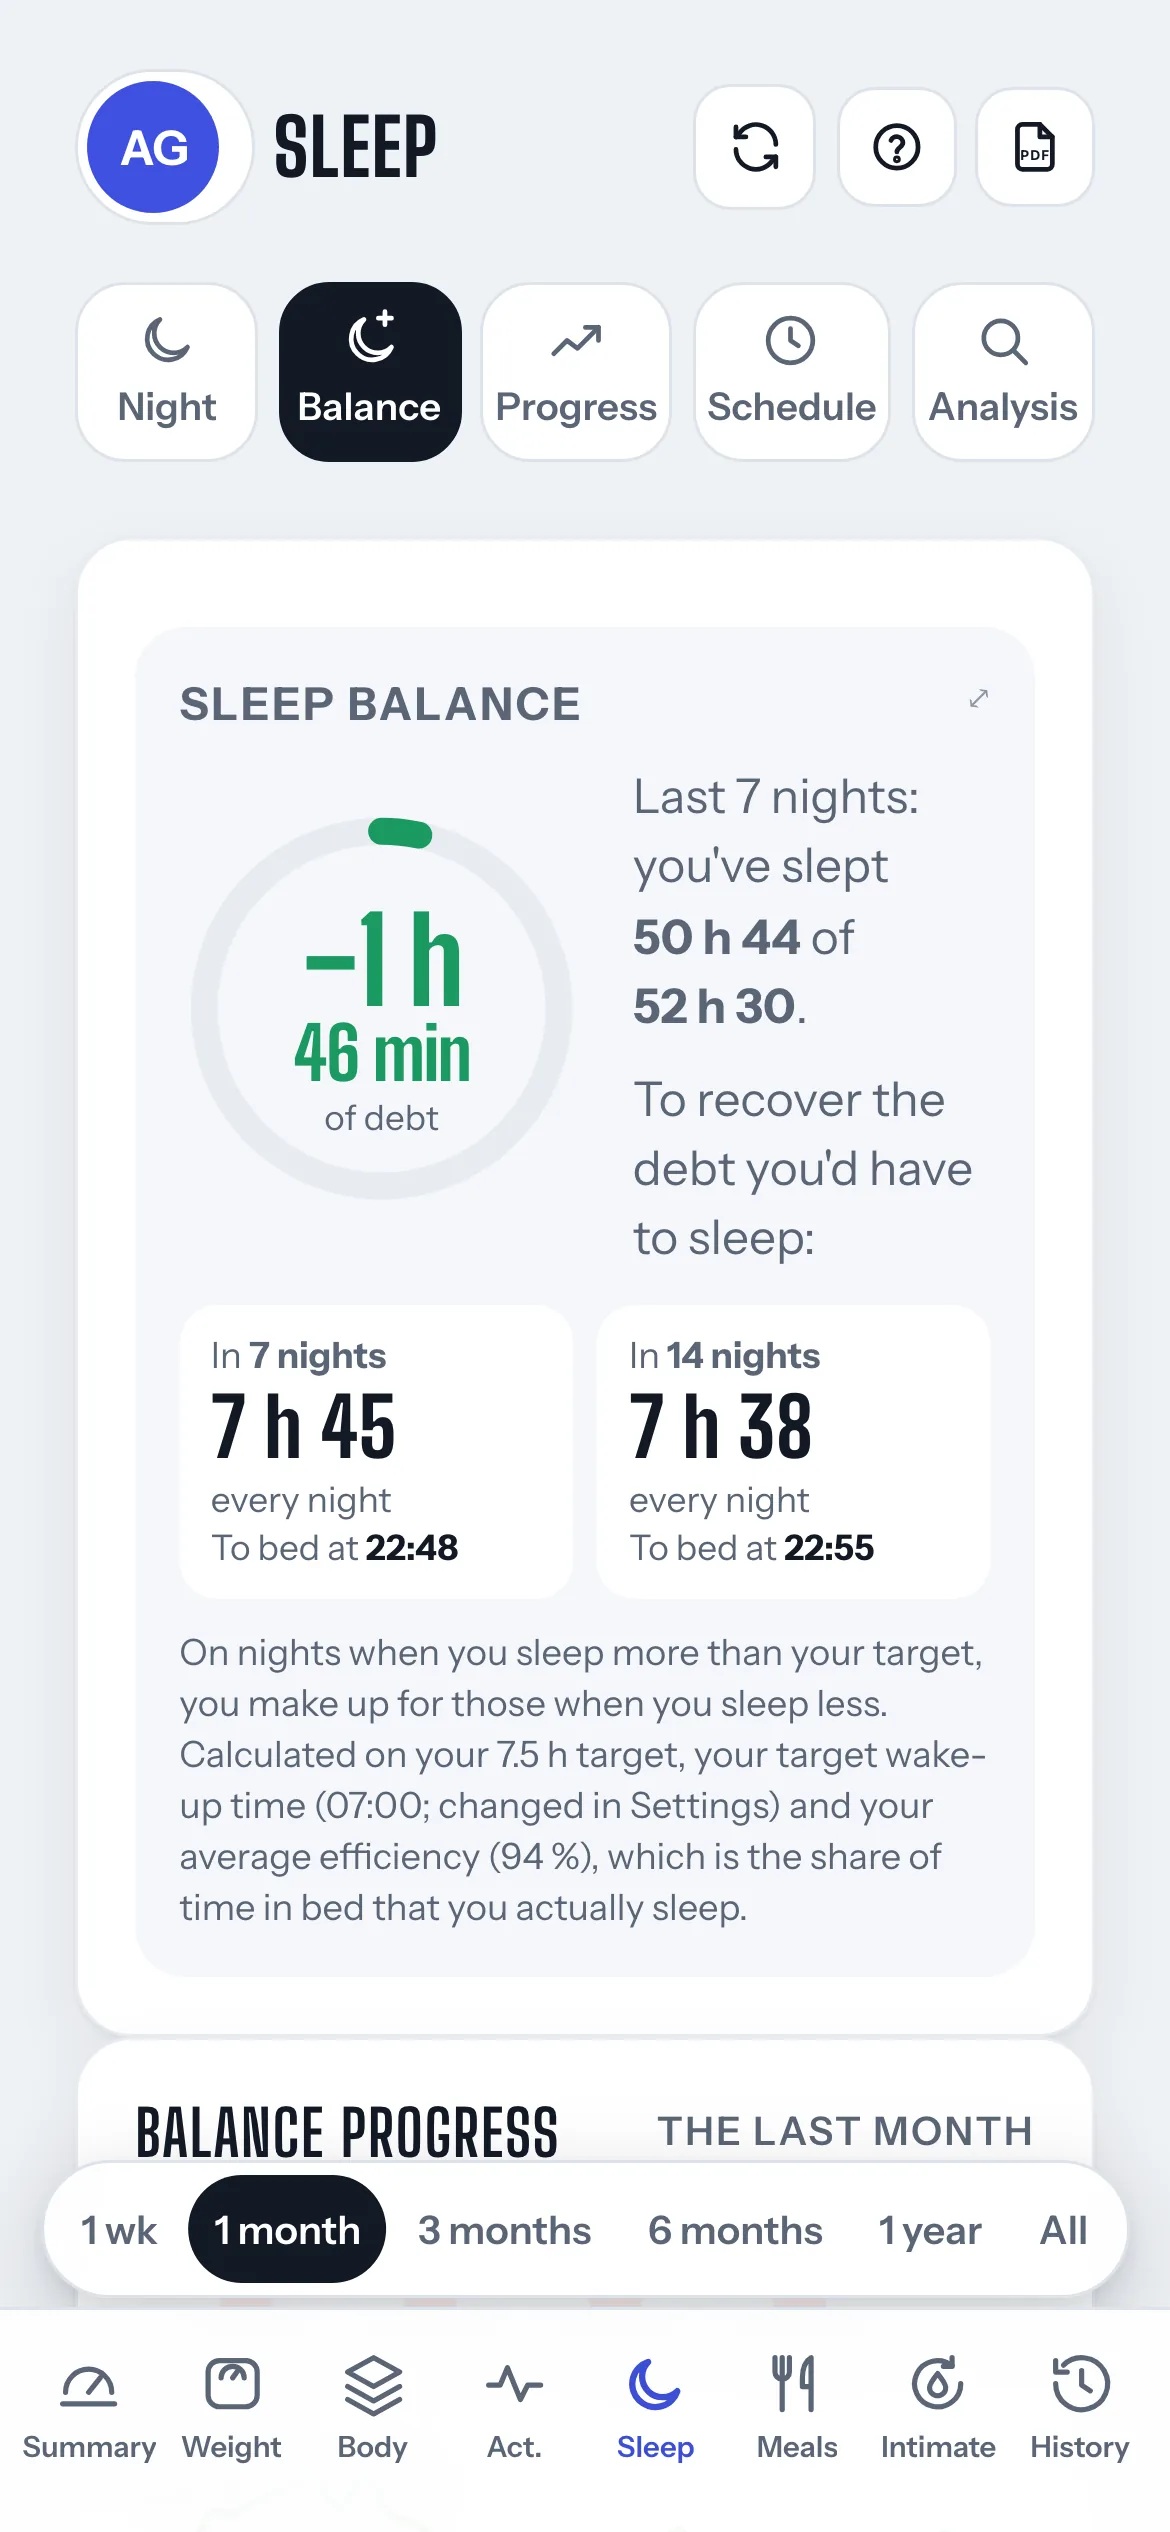 AG
SLEEP
PDF
Night
Balance
Progress
Schedule
Analysis
SLEEP BALANCE
–1 h
46 min
of debt
Last 7 nights:
you've slept
50 h 44 of
52 h 30.
To recover the
debt you'd have
to sleep:
In 7 nights
7 h 45
every night
To bed at 22:48
In 14 nights
7 h 38
every night
To bed at 22:55
On nights when you sleep more than your target,
you make up for those when you sleep less.
Calculated on your 7.5 h target, your target wake-
up time (07:00; changed in Settings) and your
average efficiency (94 %), which is the share of
time in bed that you actually sleep.
BALANCE PROGRESS
THE LAST MONTH
1 wk
1 month
3 months
6 months
1 year
All
Summary
Weight
Body
Act.
Sleep
Meals
Intimate
History